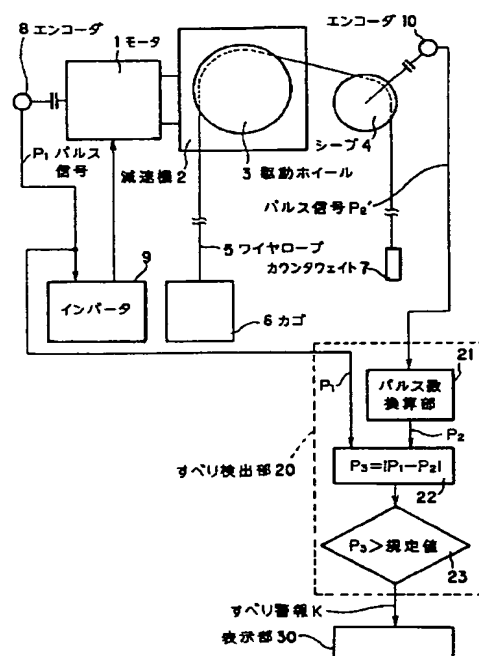 エンコーダ 10
8 エンコーダ
1 モータ
P₁ パルス
信号
減速機 2
3 駆動ホイール
シーブ 4
パルス信号P₂'
5 ワイヤロープ
カウンタウェイト 7
9
インバータ
6 カゴ
21
パルス数
換算部
P₁
P₂
すべり検出部 20
P₃=|P₁−P₂|
22
P₃>規定値
23
すべり警報K
表示部 30